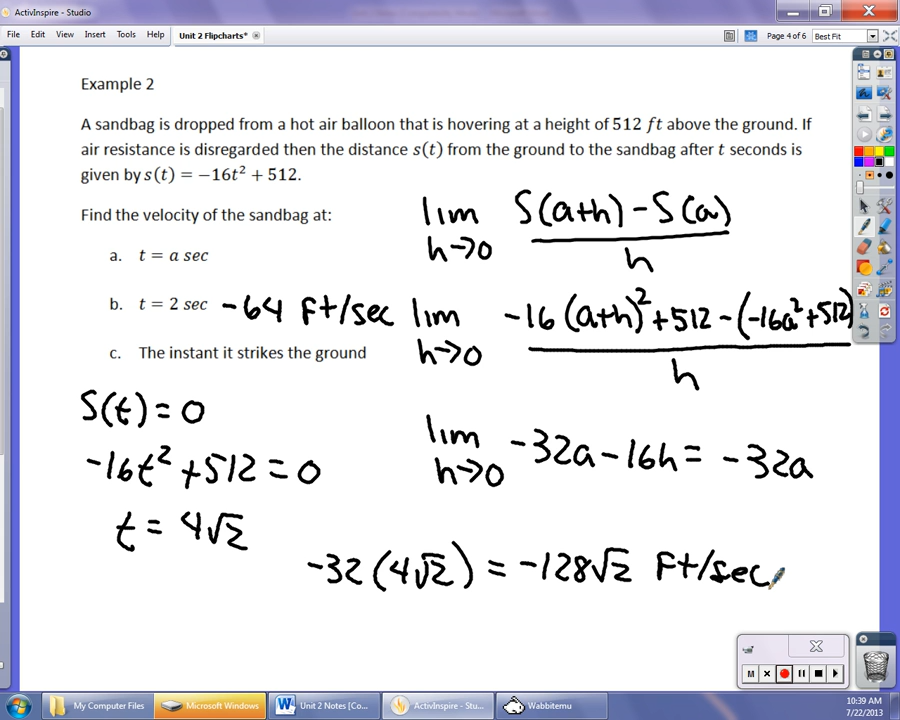 ActivInspire - Studio
File Edit View Insert Tools Help Unit 2 Flipcharts* Page 4 of 6 Best Fit
Example 2
A sandbag is dropped from a hot air balloon that is hovering at a height of 512 ft above the ground. If
air resistance is disregarded then the distance s(t) from the ground to the sandbag after t seconds is
given by s(t) = −16t² + 512.
Find the velocity of the sandbag at:
a. t = a sec
b. t = 2 sec -64 Ft/sec
c. The instant it strikes the ground
S(t) = 0
-16t² + 512 = 0
t = 4√2
lim h→0 S(a+h) - S(a) / h
lim h→0 -16(a+h)² + 512 - (-16a² + 512) / h
lim h→0 -32a - 16h = -32a
-32(4√2) = -128√2 Ft/sec
M
My Computer Files Microsoft Windows Unit 2 Notes [Co... ActivInspire - Stu... Wabbitemu
10:39 AM
7/22/2013